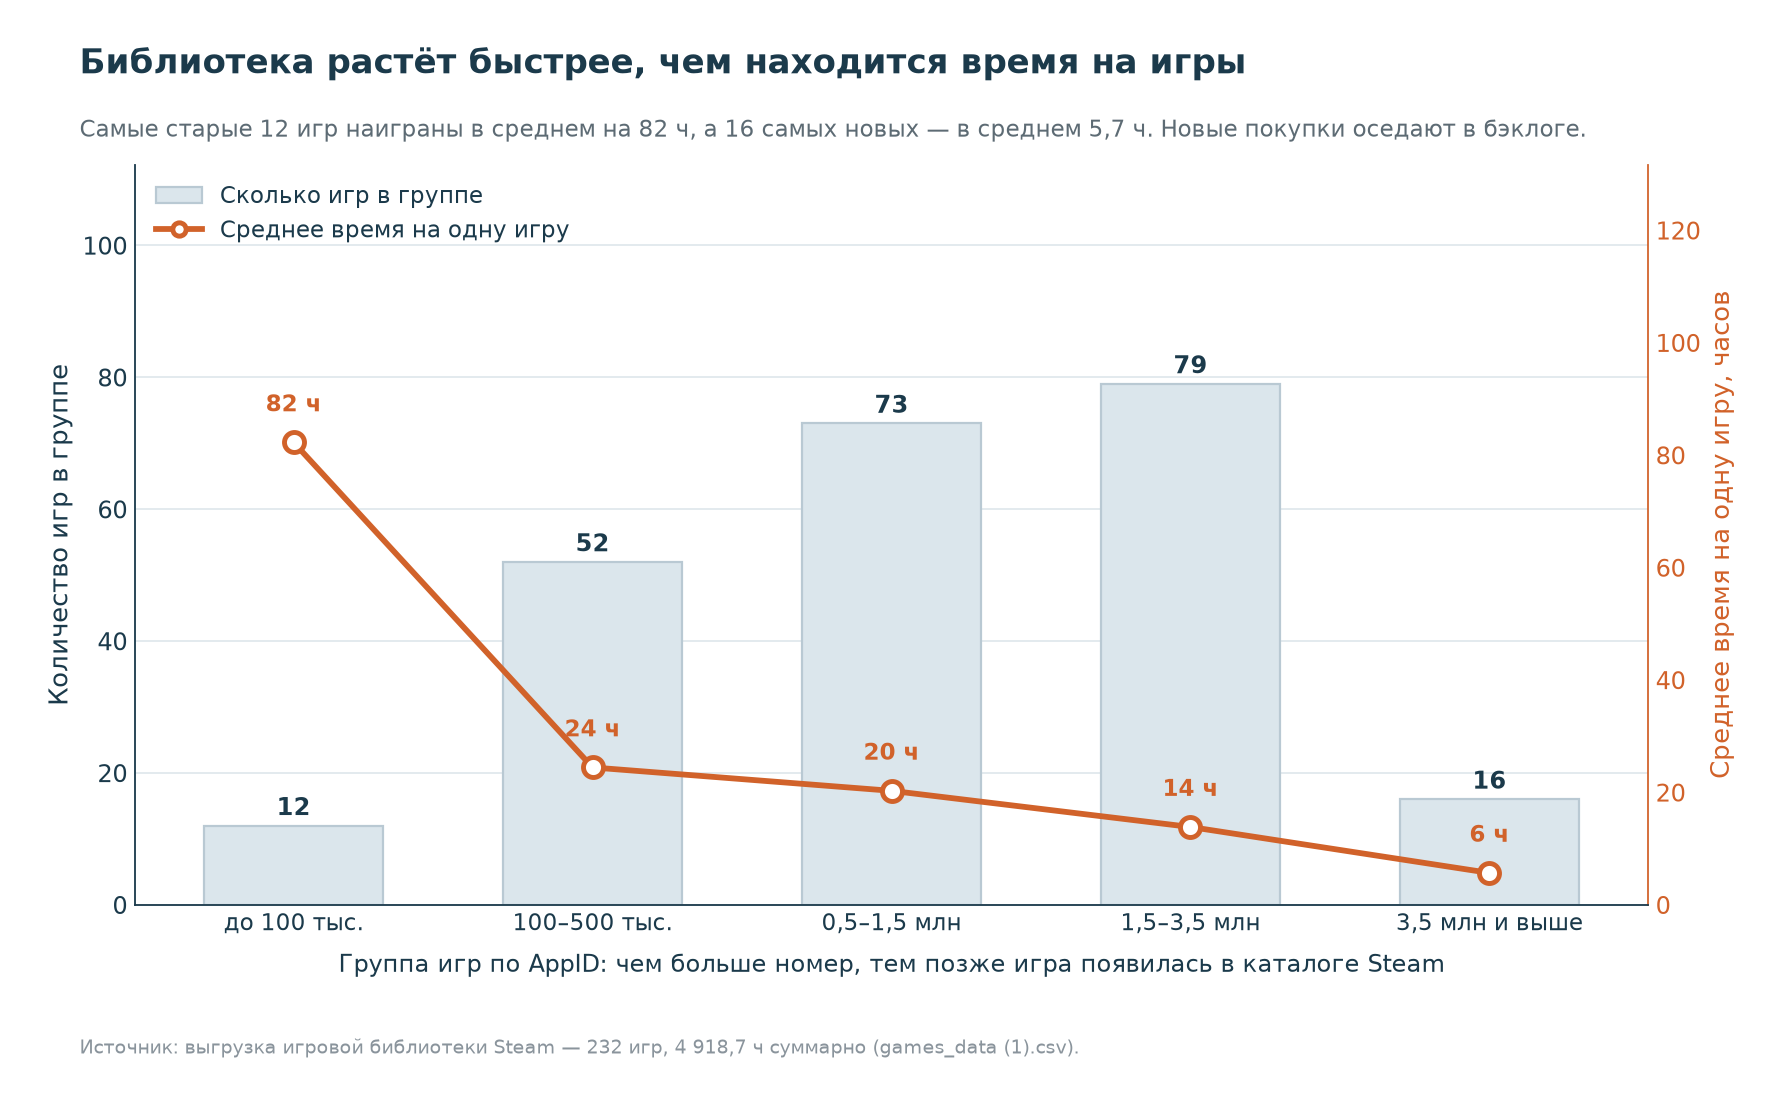 Библиотека растёт быстрее, чем находится время на игры
Самые старые 12 игр наиграны в среднем на 82 ч, а 16 самых новых — в среднем 5,7 ч. Новые покупки оседают в бэклоге.
Сколько игр в группе
Среднее время на одну игру
Количество игр в группе
100
80
60
40
20
0
82 ч
24 ч
20 ч
14 ч
6 ч
12
52
73
79
16
120
100
80
60
40
20
0
Среднее время на одну игру, часов
до 100 тыс.
100–500 тыс.
0,5–1,5 млн
1,5–3,5 млн
3,5 млн и выше
Группа игр по AppID: чем больше номер, тем позже игра появилась в каталоге Steam
Источник: выгрузка игровой библиотеки Steam — 232 игр, 4 918,7 ч суммарно (games_data (1).csv).